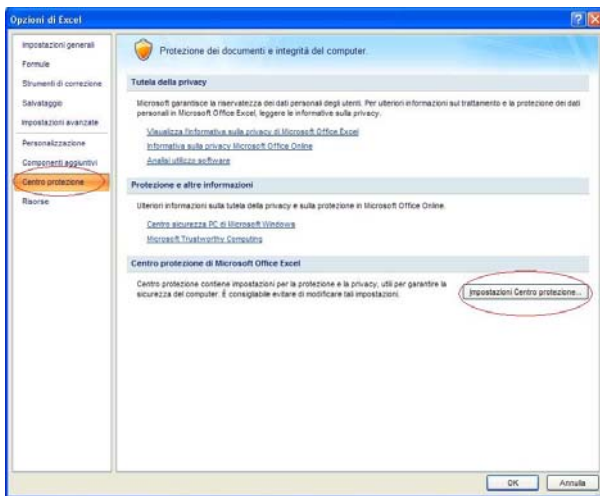 Opzioni di Excel
Impostazioni generali
Formule
Strumenti di correzione
Salvataggio
Impostazioni avanzate
Personalizzazione
Componenti aggiuntivi
Centro protezione
Risorse
Protezione dei documenti e integrità del computer.
Tutela della privacy
Microsoft garantisce la riservatezza dei dati personali degli utenti. Per ulteriori informazioni sul trattamento e la protezione dei dati
personali in Microsoft Office Excel, leggere le informative sulla privacy.
Visualizza l'informativa sulla privacy di Microsoft Office Excel
Informativa sulla privacy Microsoft Office Online
Analisi utilizzo software
Protezione e altre informazioni
Ulteriori informazioni sulla tutela della privacy e sulla protezione in Microsoft Office Online.
Centro sicurezza PC di Microsoft Windows
Microsoft Trustworthy Computing
Centro protezione di Microsoft Office Excel
Centro protezione contiene impostazioni per la protezione e la privacy, utili per garantire la
sicurezza del computer. È consigliabile evitare di modificare tali impostazioni.
Impostazioni Centro protezione...
OK
Annulla